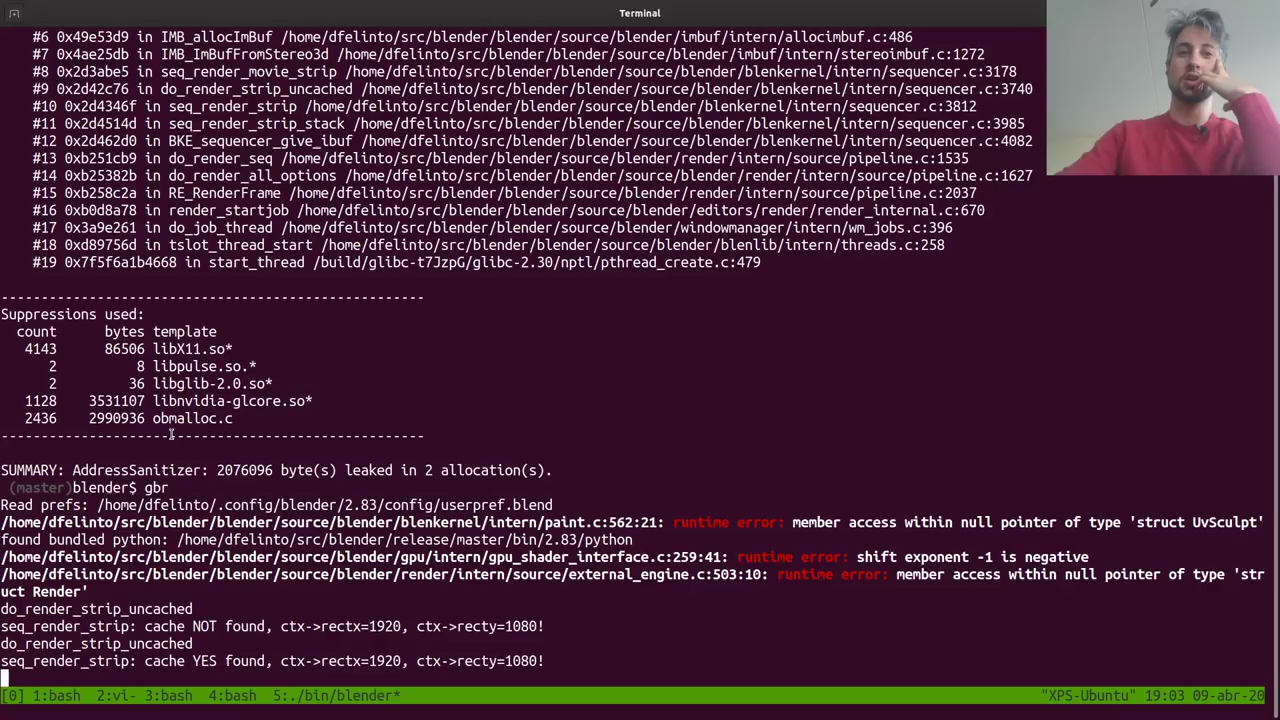 Terminal
#6 0x49e53d9 in IMB_allocImBuf /home/dfelinto/src/blender/blender/source/blender/imbuf/intern/allocimbuf.c:486
#7 0x4ae25db in IMB_ImBufFromStereo3d /home/dfelinto/src/blender/blender/source/blender/imbuf/intern/stereoimbuf.c:1272
#8 0x2d3abe5 in seq_render_movie_strip /home/dfelinto/src/blender/blender/source/blender/blenkernel/intern/sequencer.c:3178
#9 0x2d42c76 in do_render_strip_uncached /home/dfelinto/src/blender/blender/source/blender/blenkernel/intern/sequencer.c:3740
#10 0x2d4346f in seq_render_strip /home/dfelinto/src/blender/blender/source/blender/blenkernel/intern/sequencer.c:3812
#11 0x2d4514d in seq_render_strip_stack /home/dfelinto/src/blender/blender/source/blender/blenkernel/intern/sequencer.c:3985
#12 0x2d462d0 in BKE_sequencer_give_ibuf /home/dfelinto/src/blender/blender/source/blender/blenkernel/intern/sequencer.c:4082
#13 0xb251cb9 in do_render_seq /home/dfelinto/src/blender/blender/source/blender/render/intern/source/pipeline.c:1535
#14 0xb25382b in do_render_all_options /home/dfelinto/src/blender/blender/source/blender/render/intern/source/pipeline.c:1627
#15 0xb258c2a in RE_RenderFrame /home/dfelinto/src/blender/blender/source/blender/render/intern/source/pipeline.c:2037
#16 0xb0d8a78 in render_startjob /home/dfelinto/src/blender/blender/source/blender/editors/render/render_internal.c:670
#17 0x3a9e261 in do_job_thread /home/dfelinto/src/blender/blender/source/blender/windowmanager/intern/wm_jobs.c:396
#18 0xd89756d in tslot_thread_start /home/dfelinto/src/blender/blender/source/blender/blenlib/intern/threads.c:258
#19 0x7f5f6a1b4668 in start_thread /build/glibc-t7JzpG/glibc-2.30/nptl/pthread_create.c:479
-----------------------------------------------------
Suppressions used:
count bytes template
4143 86506 libX11.so*
2 8 libpulse.so.*
2 36 libglib-2.0.so*
1128 3531107 libnvidia-glcore.so*
2436 2990936 obmalloc.c
-----------------------------------------------------
SUMMARY: AddressSanitizer: 2076096 byte(s) leaked in 2 allocation(s).
(master)blender$ gbr
Read prefs: /home/dfelinto/.config/blender/2.83/config/userpref.blend
/home/dfelinto/src/blender/blender/source/blender/blenkernel/intern/paint.c:562:21: runtime error: member access within null pointer of type 'struct UvSculpt'
found bundled python: /home/dfelinto/src/blender/release/master/bin/2.83/python
/home/dfelinto/src/blender/blender/source/blender/gpu/intern/gpu_shader_interface.c:259:41: runtime error: shift exponent -1 is negative
/home/dfelinto/src/blender/blender/source/blender/render/intern/source/external_engine.c:503:10: runtime error: member access within null pointer of type 'str
uct Render'
do_render_strip_uncached
seq_render_strip: cache NOT found, ctx->rectx=1920, ctx->recty=1080!
do_render_strip_uncached
seq_render_strip: cache YES found, ctx->rectx=1920, ctx->recty=1080!
[0] 1:bash 2:vi- 3:bash 4:bash 5:./bin/blender* "XPS-Ubuntu" 19:03 09-abr-20